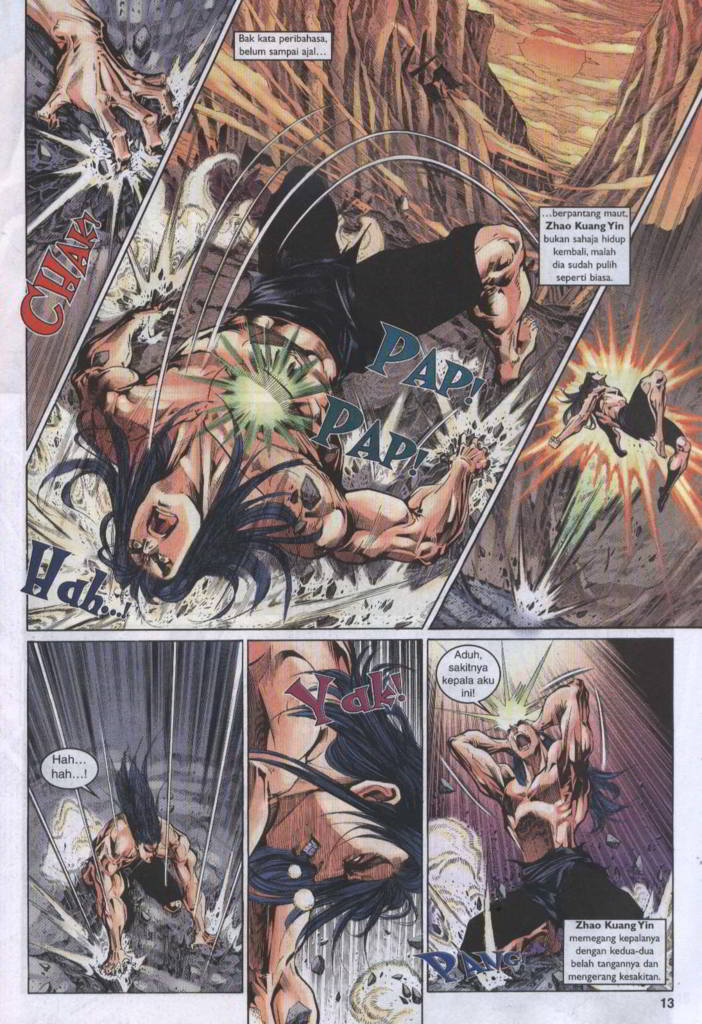 Bak kata peribahasa,
belum sampai ajal...
...berpantang maut,
Zhao Kuang Yin
bukan sahaja hidup
kembali, malah
dia sudah pulih
seperti biasa.
CHAK!
PAP!
PAP!
Hah...!
Hah...
hah...!
Yak!
Aduh,
sakitnya
kepala aku
ini!
PANG
Zhao Kuang Yin
memegang kepalanya
dengan kedua-dua
belah tangannya dan
mengerang kesakitan.
13